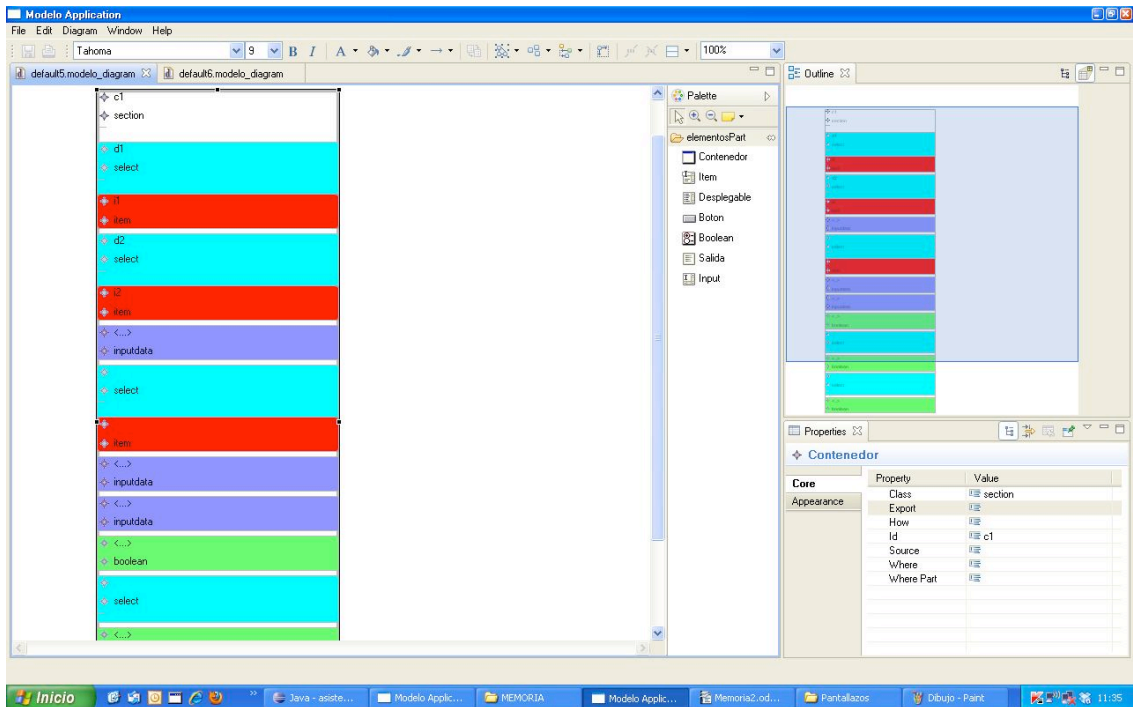 Modelo Application
File Edit Diagram Window Help
Tahoma 9 B I A 100%
default5.modelo_diagram default6.modelo_diagram
c1
section
d1
select
i1
item
d2
select
i2
item
<...>
inputdata
select
item
<...>
inputdata
<...>
inputdata
<...>
boolean
select
<...>
Palette
elementosPart
Contenedor
Item
Desplegable
Boton
Boolean
Salida
Input
Outline
Properties
Contenedor
Core
Appearance
Property Value
Class section
Export
How
Id c1
Source
Where
Where Part
Inicio
Java - asiste...
Modelo Applic...
MEMORIA
Modelo Applic...
Memoria2.od...
Pantallazos
Dibujo - Paint
11:35